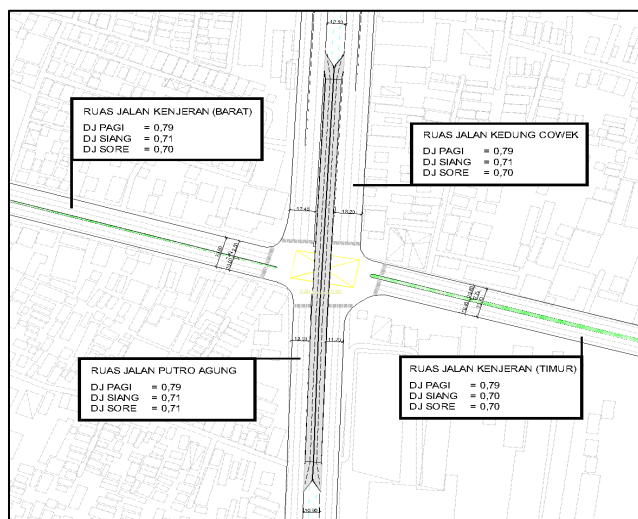 RUAS JALAN KENJERAN (BARAT)
DJ PAGI = 0,79
DJ SIANG = 0,71
DJ SORE = 0,70
RUAS JALAN KEDUNG COWEK
DJ PAGI = 0,79
DJ SIANG = 0,71
DJ SORE = 0,70
RUAS JALAN PUTRO AGUNG
DJ PAGI = 0,79
DJ SIANG = 0,71
DJ SORE = 0,71
RUAS JALAN KENJERAN (TIMUR)
DJ PAGI = 0,79
DJ SIANG = 0,70
DJ SORE = 0,70